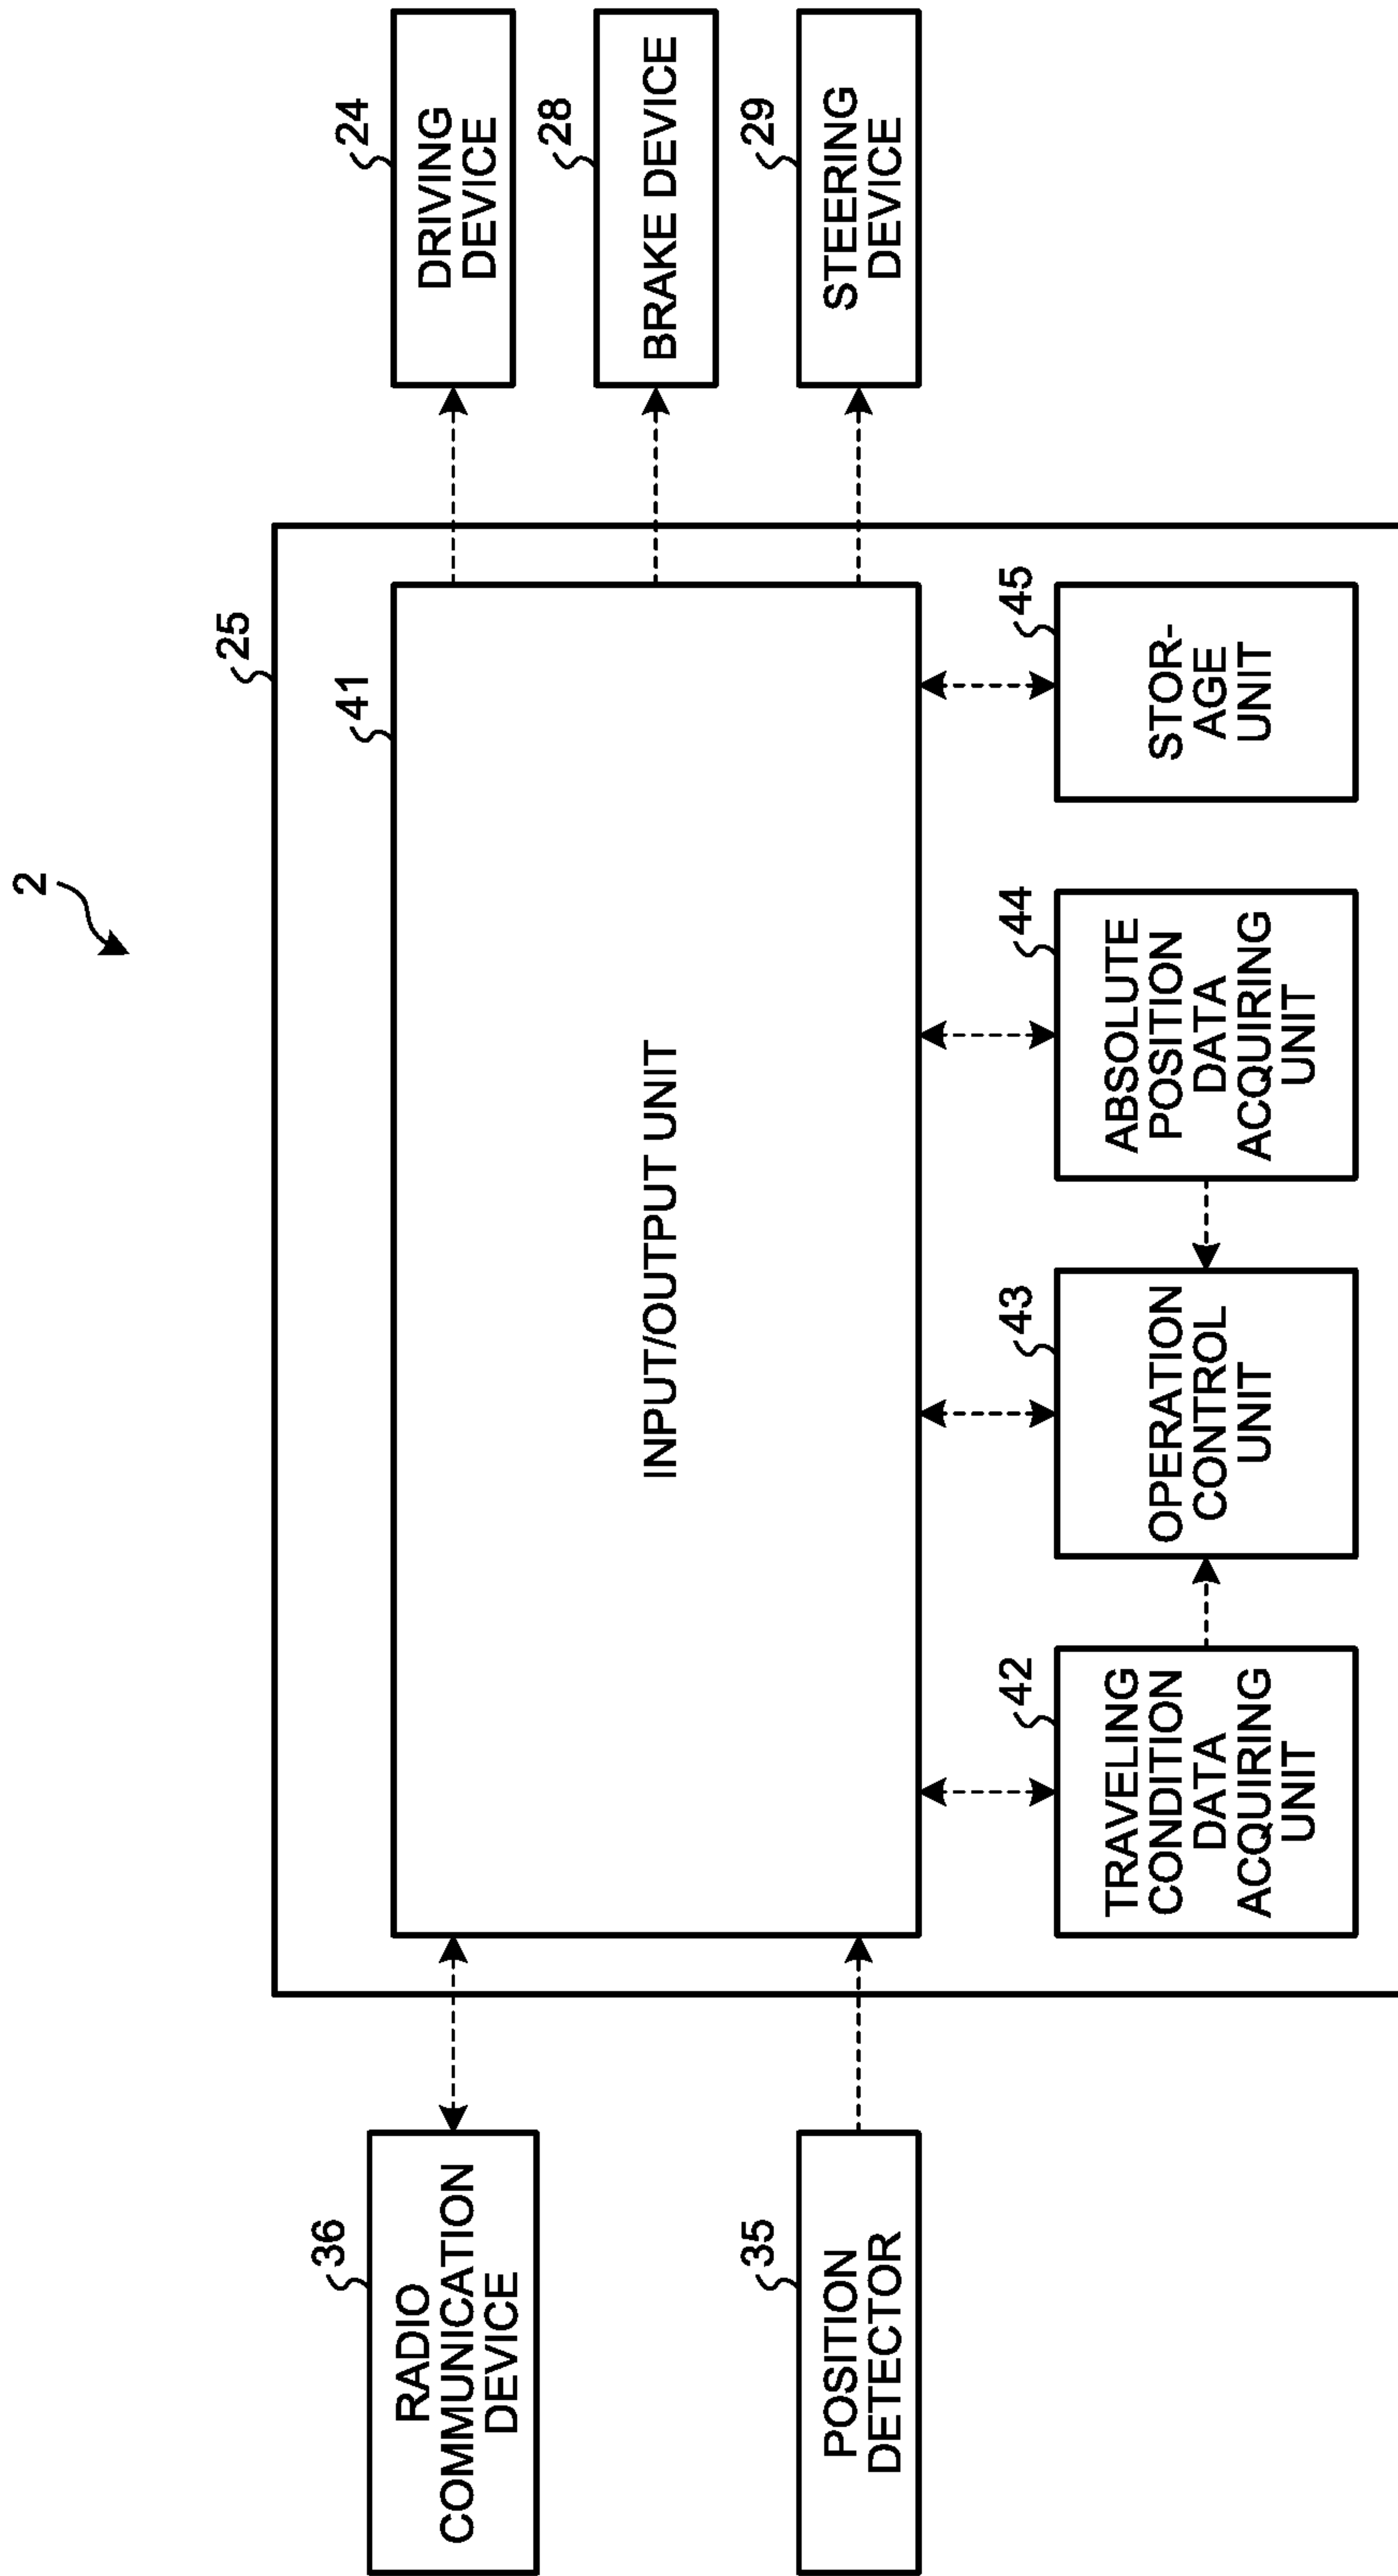 2
25
36
RADIO
COMMUNICATION
DEVICE
35
POSITION
DETECTOR
41
INPUT/OUTPUT UNIT
24
DRIVING
DEVICE
28
BRAKE DEVICE
29
STEERING
DEVICE
42
TRAVELING
CONDITION
DATA
ACQUIRING
UNIT
43
OPERATION
CONTROL
UNIT
44
ABSOLUTE
POSITION
DATA
ACQUIRING
UNIT
45
STOR-
AGE
UNIT